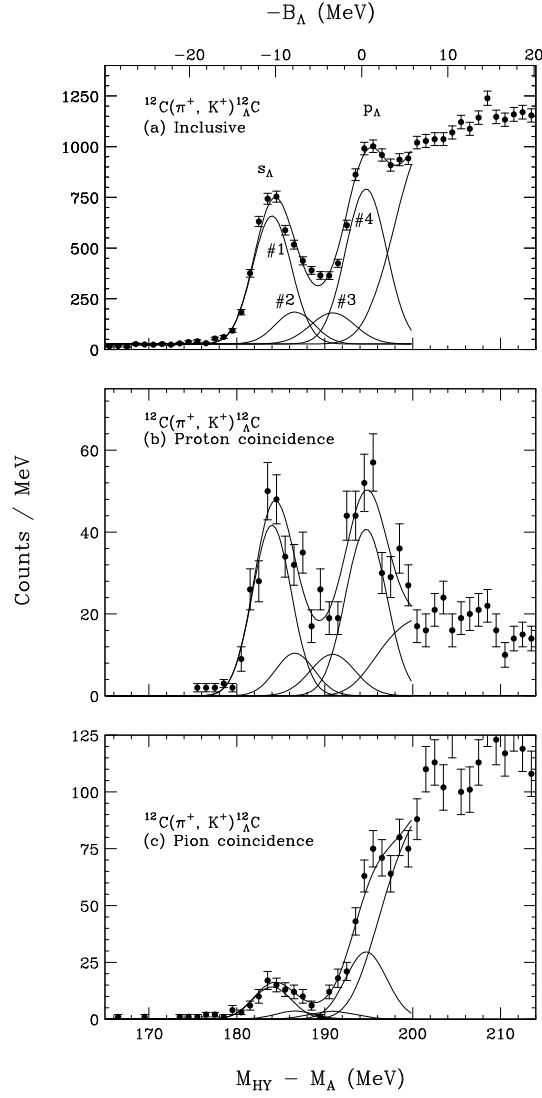 −B_Λ (MeV)
−20 −10 0 10 20
¹²C(π⁺, K⁺)¹²_ΛC
(a) Inclusive
s_Λ
p_Λ
#1
#2
#3
#4
1250
1000
750
500
250
0
¹²C(π⁺, K⁺)¹²_ΛC
(b) Proton coincidence
60
40
20
0
Counts / MeV
¹²C(π⁺, K⁺)¹²_ΛC
(c) Pion coincidence
125
100
75
50
25
0
170 180 190 200 210
M_HY − M_A (MeV)